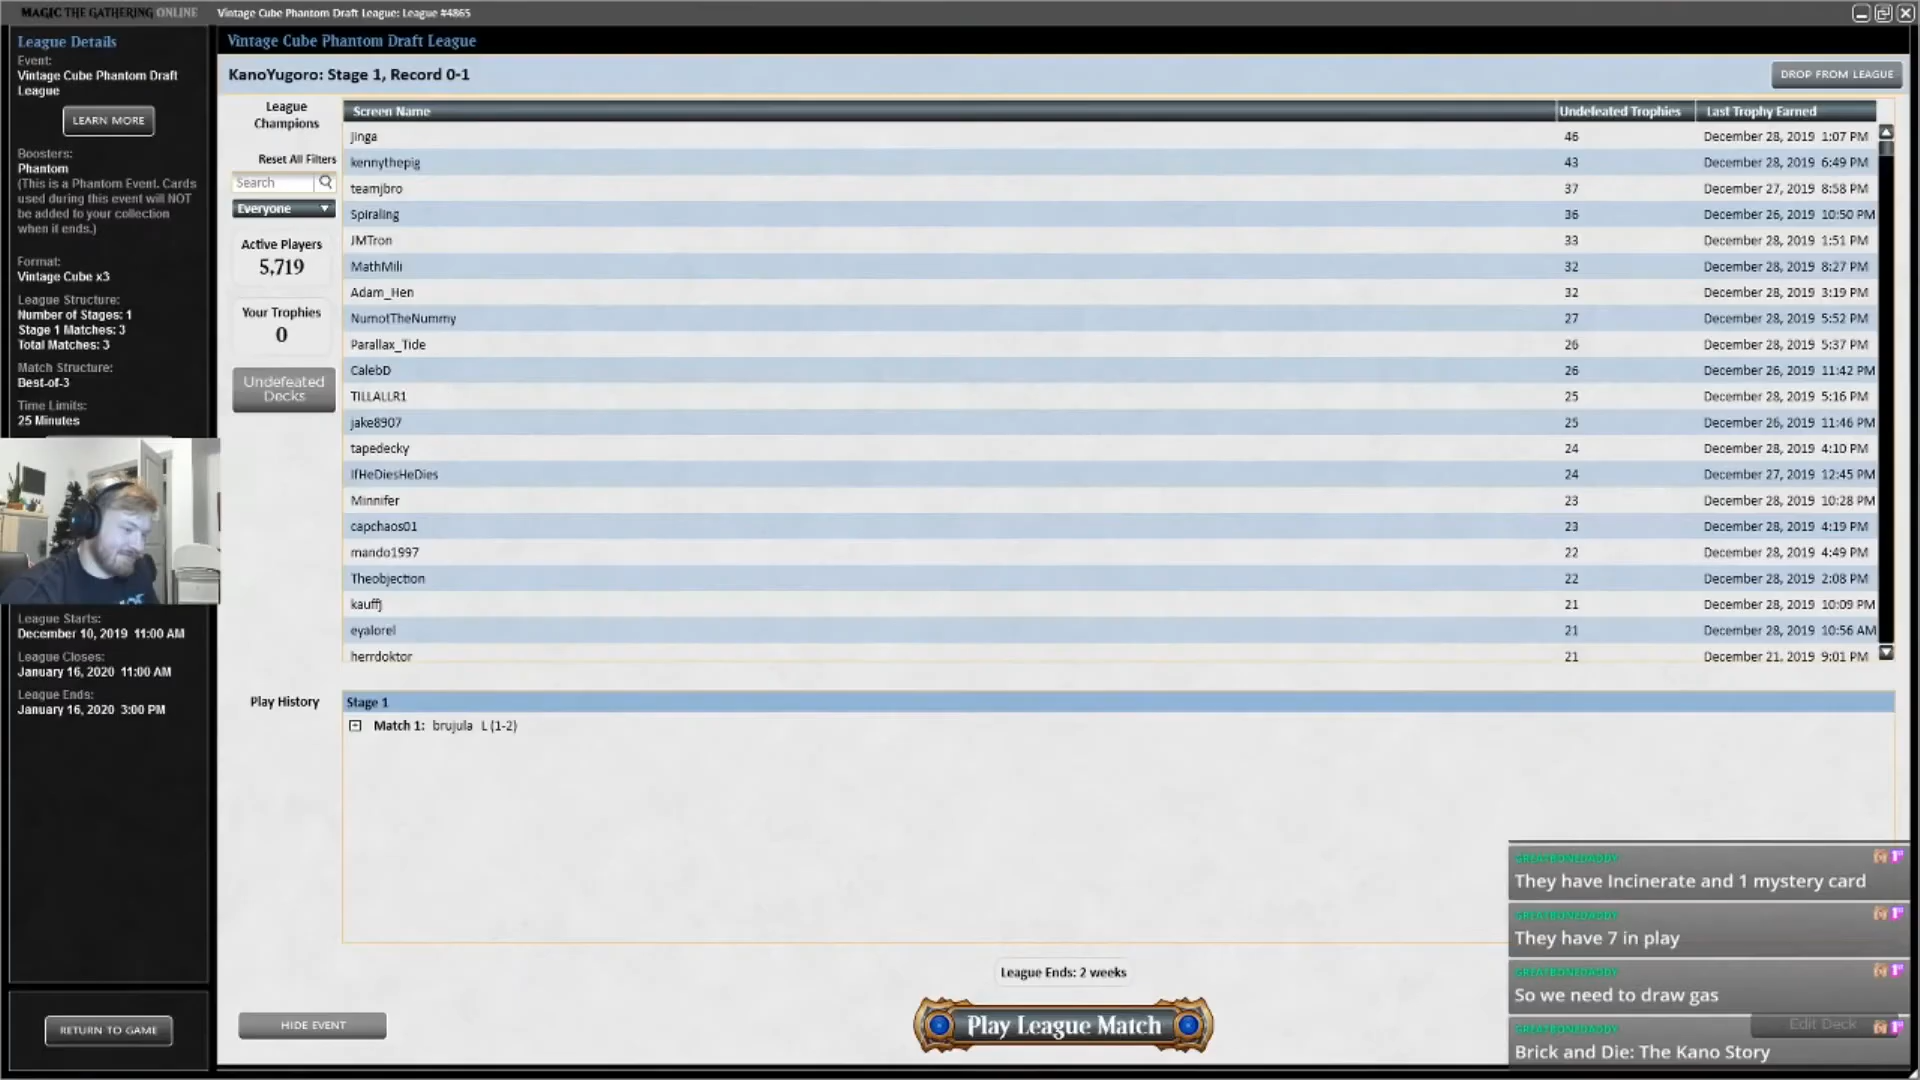 MAGIC THE GATHERING ONLINE
Vintage Cube Phantom Draft League: League #4865
League Details
Event:
Vintage Cube Phantom Draft
League
LEARN MORE
Boosters:
Phantom
(This is a Phantom Event. Cards
used during this event will NOT
be added to your collection
when it ends.)
Format:
Vintage Cube x3
League Structure:
Number of Stages: 1
Stage 1 Matches: 3
Total Matches: 3
Match Structure:
Best-of-3
Time Limits:
25 Minutes
League Starts:
December 10, 2019 11:00 AM
League Closes:
January 16, 2020 11:00 AM
League Ends:
January 16, 2020 3:00 PM
RETURN TO GAME
Vintage Cube Phantom Draft League
KanoYugoro: Stage 1, Record 0-1
DROP FROM LEAGUE
League
Champions
Reset All Filters
Search
Everyone
Active Players
5,719
Your Trophies
0
Undefeated
Decks
Screen Name Undefeated Trophies Last Trophy Earned
Jinga 46 December 28, 2019 1:07 PM
kennythepig 43 December 28, 2019 6:49 PM
teamjbro 37 December 27, 2019 8:58 PM
Spiraling 36 December 26, 2019 10:50 PM
JMTron 33 December 28, 2019 1:51 PM
MathMili 32 December 28, 2019 8:27 PM
Adam_Hen 32 December 28, 2019 3:19 PM
NumotTheNummy 27 December 28, 2019 5:52 PM
Parallax_Tide 26 December 28, 2019 5:37 PM
CalebD 26 December 26, 2019 11:42 PM
TILLALLR1 25 December 28, 2019 5:16 PM
jake8907 25 December 26, 2019 11:46 PM
tapedecky 24 December 28, 2019 4:10 PM
IfHeDiesHeDies 24 December 27, 2019 12:45 PM
Minnifer 23 December 28, 2019 10:28 PM
capchaos01 23 December 28, 2019 4:19 PM
mando1997 22 December 28, 2019 4:49 PM
Theobjection 22 December 28, 2019 2:08 PM
kauffj 21 December 28, 2019 10:09 PM
eyalorel 21 December 28, 2019 10:56 AM
herrdoktor 21 December 21, 2019 9:01 PM
Play History
Stage 1
Match 1: brujula L (1-2)
League Ends: 2 weeks
HIDE EVENT
Play League Match
Edit Deck
GREATBONEDADDY
They have Incinerate and 1 mystery card
GREATBONEDADDY
They have 7 in play
GREATBONEDADDY
So we need to draw gas
GREATBONEDADDY
Brick and Die: The Kano Story